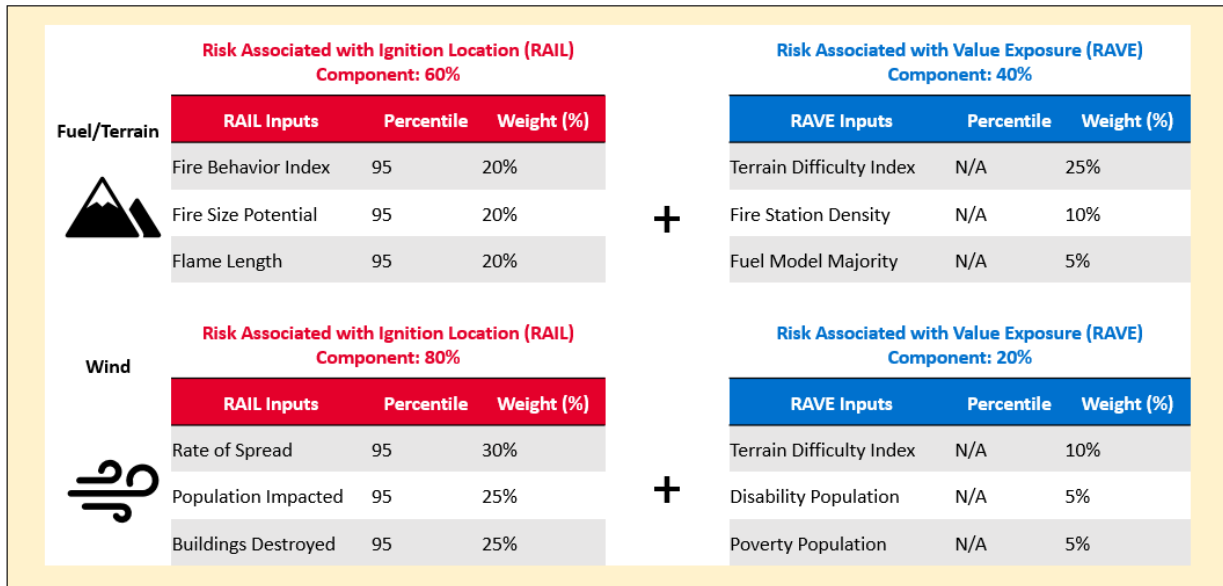 Risk Associated with Ignition Location (RAIL)
Component: 60%
Risk Associated with Value Exposure (RAVE)
Component: 40%
Fuel/Terrain
RAIL Inputs Percentile Weight (%)
Fire Behavior Index 95 20%
Fire Size Potential 95 20%
Flame Length 95 20%
+
RAVE Inputs Percentile Weight (%)
Terrain Difficulty Index N/A 25%
Fire Station Density N/A 10%
Fuel Model Majority N/A 5%
Risk Associated with Ignition Location (RAIL)
Component: 80%
Risk Associated with Value Exposure (RAVE)
Component: 20%
Wind
RAIL Inputs Percentile Weight (%)
Rate of Spread 95 30%
Population Impacted 95 25%
Buildings Destroyed 95 25%
+
RAVE Inputs Percentile Weight (%)
Terrain Difficulty Index N/A 10%
Disability Population N/A 5%
Poverty Population N/A 5%